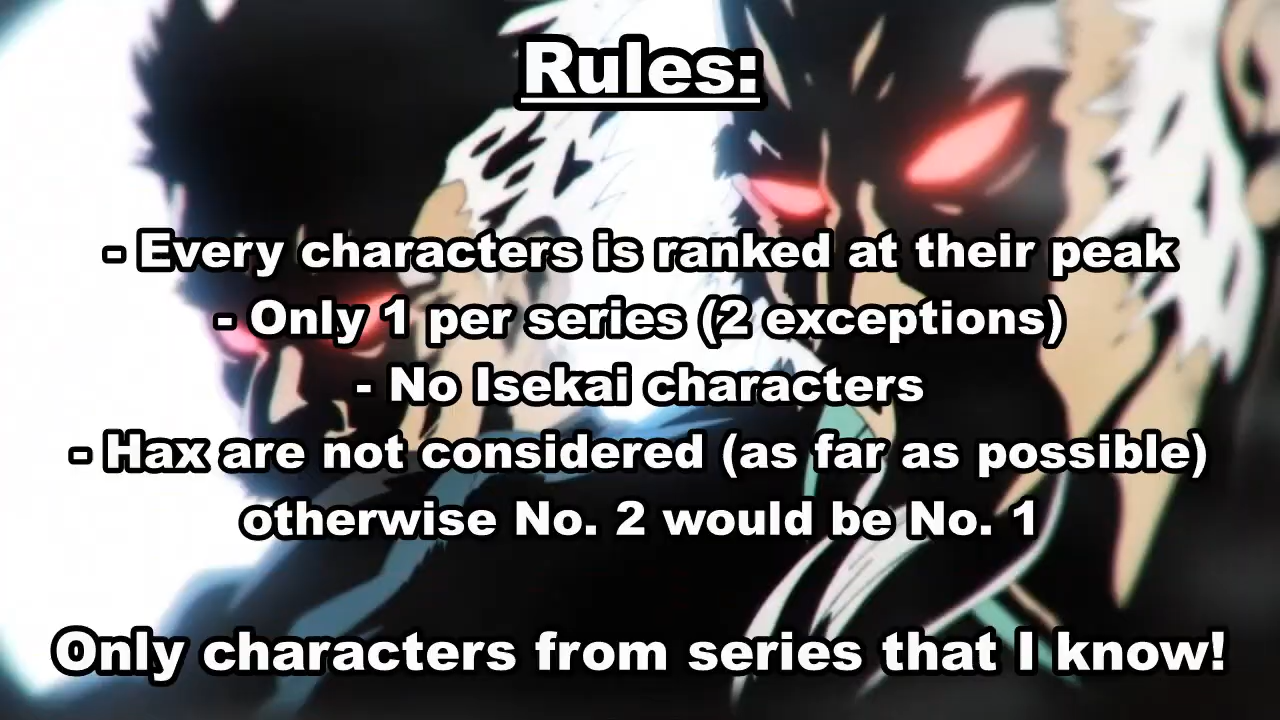 Rules:
- Every characters is ranked at their peak
- Only 1 per series (2 exceptions)
- No Isekai characters
- Hax are not considered (as far as possible)
otherwise No. 2 would be No. 1
Only characters from series that I know!